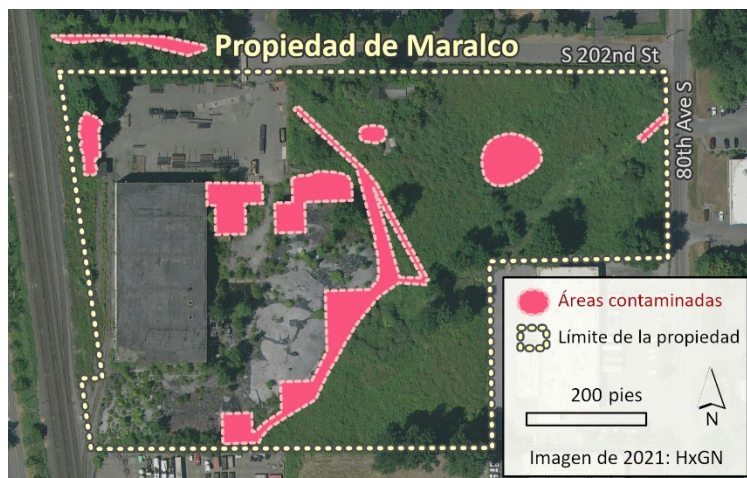 Propiedad de Maralco
S 202nd St
80th Ave S
Áreas contaminadas
Límite de la propiedad
200 pies
N
Imagen de 2021: HxGN